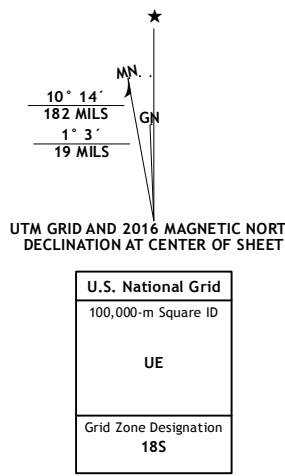 ★
MN
GN
10° 14´
182 MILS
1° 3´
19 MILS
UTM GRID AND 2016 MAGNETIC NORT
DECLINATION AT CENTER OF SHEET
U.S. National Grid
100,000-m Square ID
UE
Grid Zone Designation
18S